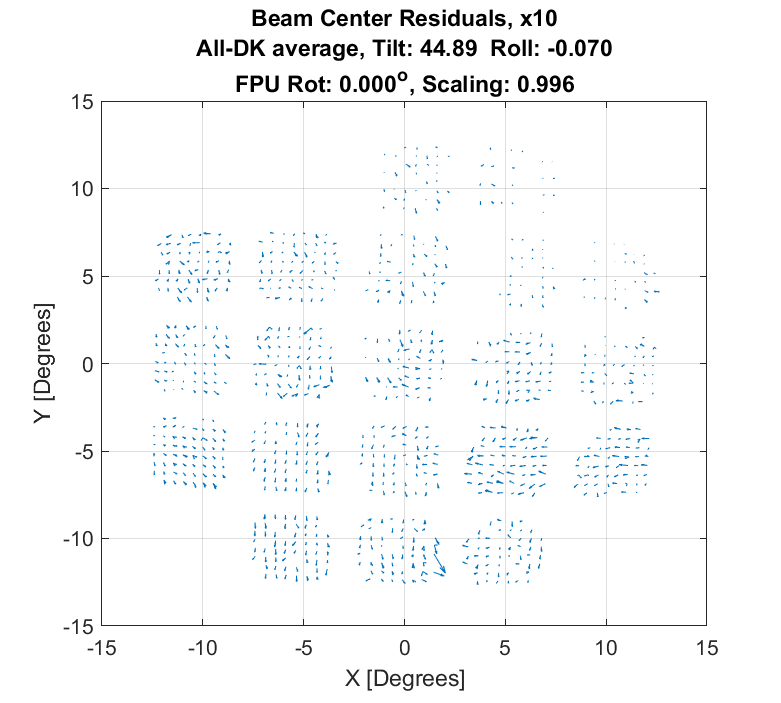 Beam Center Residuals, x10
All-DK average, Tilt: 44.89 Roll: -0.070
FPU Rot: 0.000°, Scaling: 0.996
15
10
5
0
-5
-10
-15
Y [Degrees]
-15 -10 -5 0 5 10 15
X [Degrees]